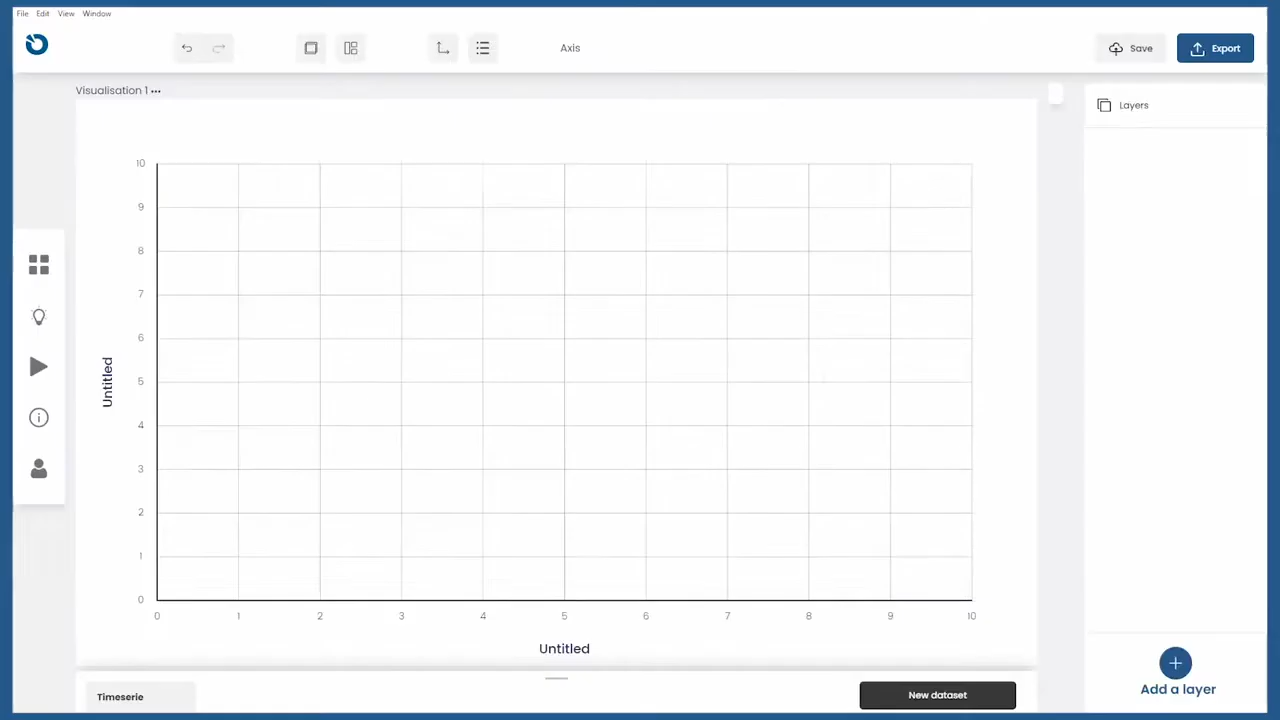 File Edit View Window
Axis
Save
Export
Visualisation 1 •••
Layers
10
9
8
7
6
5
4
3
2
1
0
Untitled
0 1 2 3 4 5 6 7 8 9 10
Untitled
Timeserie
New dataset
Add a layer